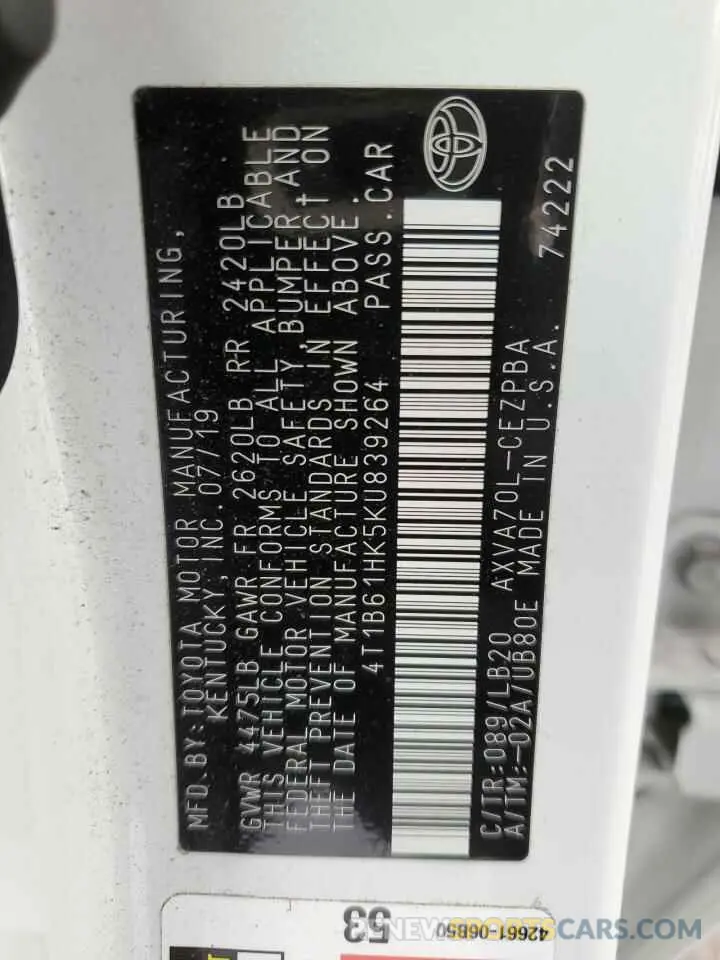 MFD.BY:TOYOTA MOTOR MANUFACTURING,
KENTUCKY, INC. 07/19
GVWR 4475LB GAWR FR 2620LB RR 2420LB
THIS VEHICLE CONFORMS TO ALL APPLICABLE
FEDERAL MOTOR VEHICLE SAFETY, BUMPER, AND
THEFT PREVENTION STANDARDS IN EFFECT ON
THE DATE OF MANUFACTURE SHOWN ABOVE.
4T1B61HK5KU839264 PASS.CAR
C/TR: 089/LB20 AXVA70L-CEZPBA
A/TM:-02A/UB80E MADE IN U.S.A. 74222
53
42661-06B50
RENEWSPORTSCARS.COM